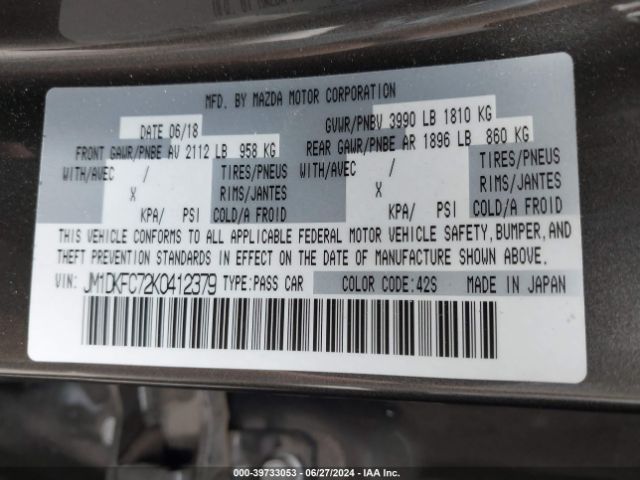 MFD. BY MAZDA MOTOR CORPORATION
DATE 06/18 GVWR/PNBV 3990 LB 1810 KG
FRONT GAWR/PNBE AV 2112 LB 958 KG REAR GAWR/PNBE AR 1896 LB 860 KG
WITH/AVEC / TIRES/PNEUS WITH/AVEC / TIRES/PNEUS
X RIMS/JANTES X RIMS/JANTES
KPA/ PSI COLD/A FROID KPA/ PSI COLD/A FROID
THIS VEHICLE CONFORMS TO ALL APPLICABLE FEDERAL MOTOR VEHICLE SAFETY, BUMPER, AND
THEFT PREVENTION STANDARDS IN EFFECT ON THE DATE OF MANUFACTURE SHOWN ABOVE.
VIN: JM1DKFC72K0412379 TYPE:PASS CAR COLOR CODE:42S MADE IN JAPAN
000-39733053 - 06/27/2024 - IAA Inc.